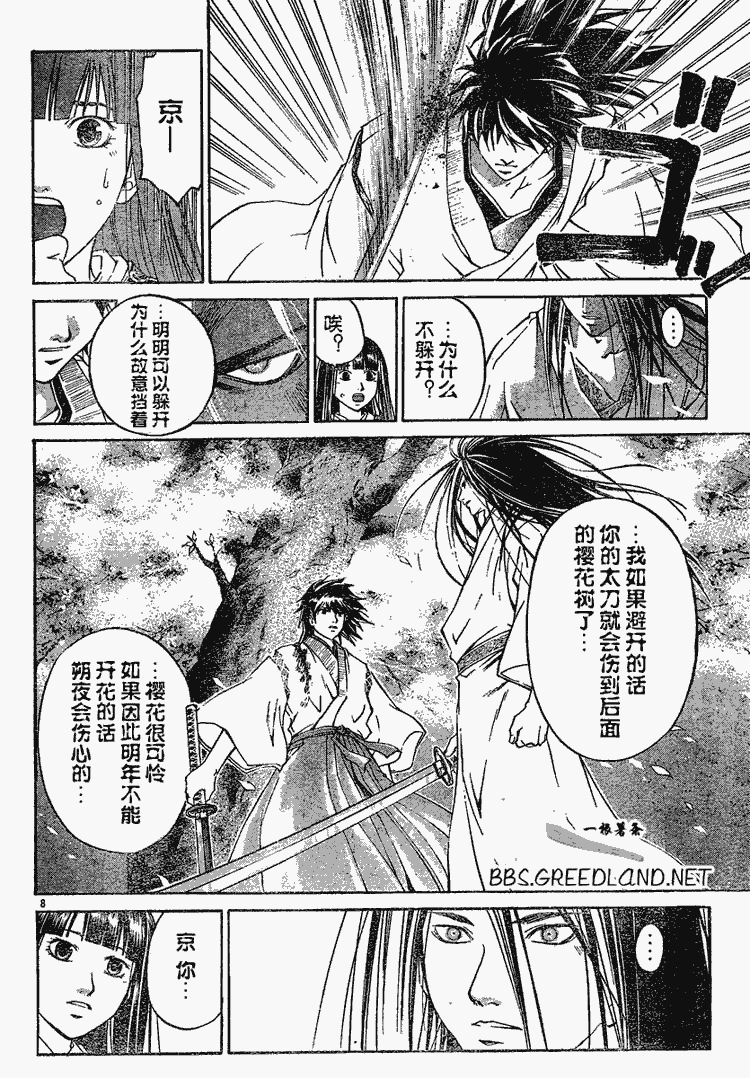 ゴ
京—
…
…为什么
不躲开？
唉？
…明明可以躲开
为什么故意挡着
…我如果避开的话
你的太刀就会伤到后面
的樱花树了…
…樱花很可怜
如果因此明年不能
开花的话
朔夜会伤心的…
一根薯条
BBS.GREEDLAND.NET
8
…
京你…